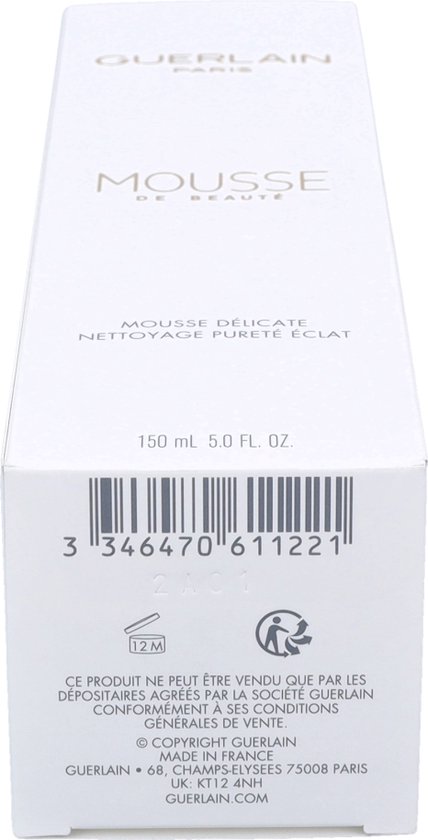 GUERLAIN
PARIS
MOUSSE
DE BEAUTÉ
MOUSSE DÉLICATE
NETTOYAGE PURETÉ ÉCLAT
150 mL 5.0 FL. OZ.
3 346470 611221
2A01
12 M
CE PRODUIT NE PEUT ÊTRE VENDU QUE PAR LES
DÉPOSITAIRES AGRÉÉS PAR LA SOCIÉTÉ GUERLAIN
CONFORMÉMENT À SES CONDITIONS
GÉNÉRALES DE VENTE.
© COPYRIGHT GUERLAIN
MADE IN FRANCE
GUERLAIN • 68, CHAMPS-ELYSEES 75008 PARIS
UK: KT12 4NH
GUERLAIN.COM